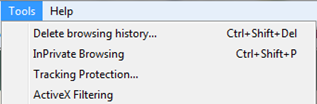 Tools Help
Delete browsing history... Ctrl+Shift+Del
InPrivate Browsing Ctrl+Shift+P
Tracking Protection...
ActiveX Filtering